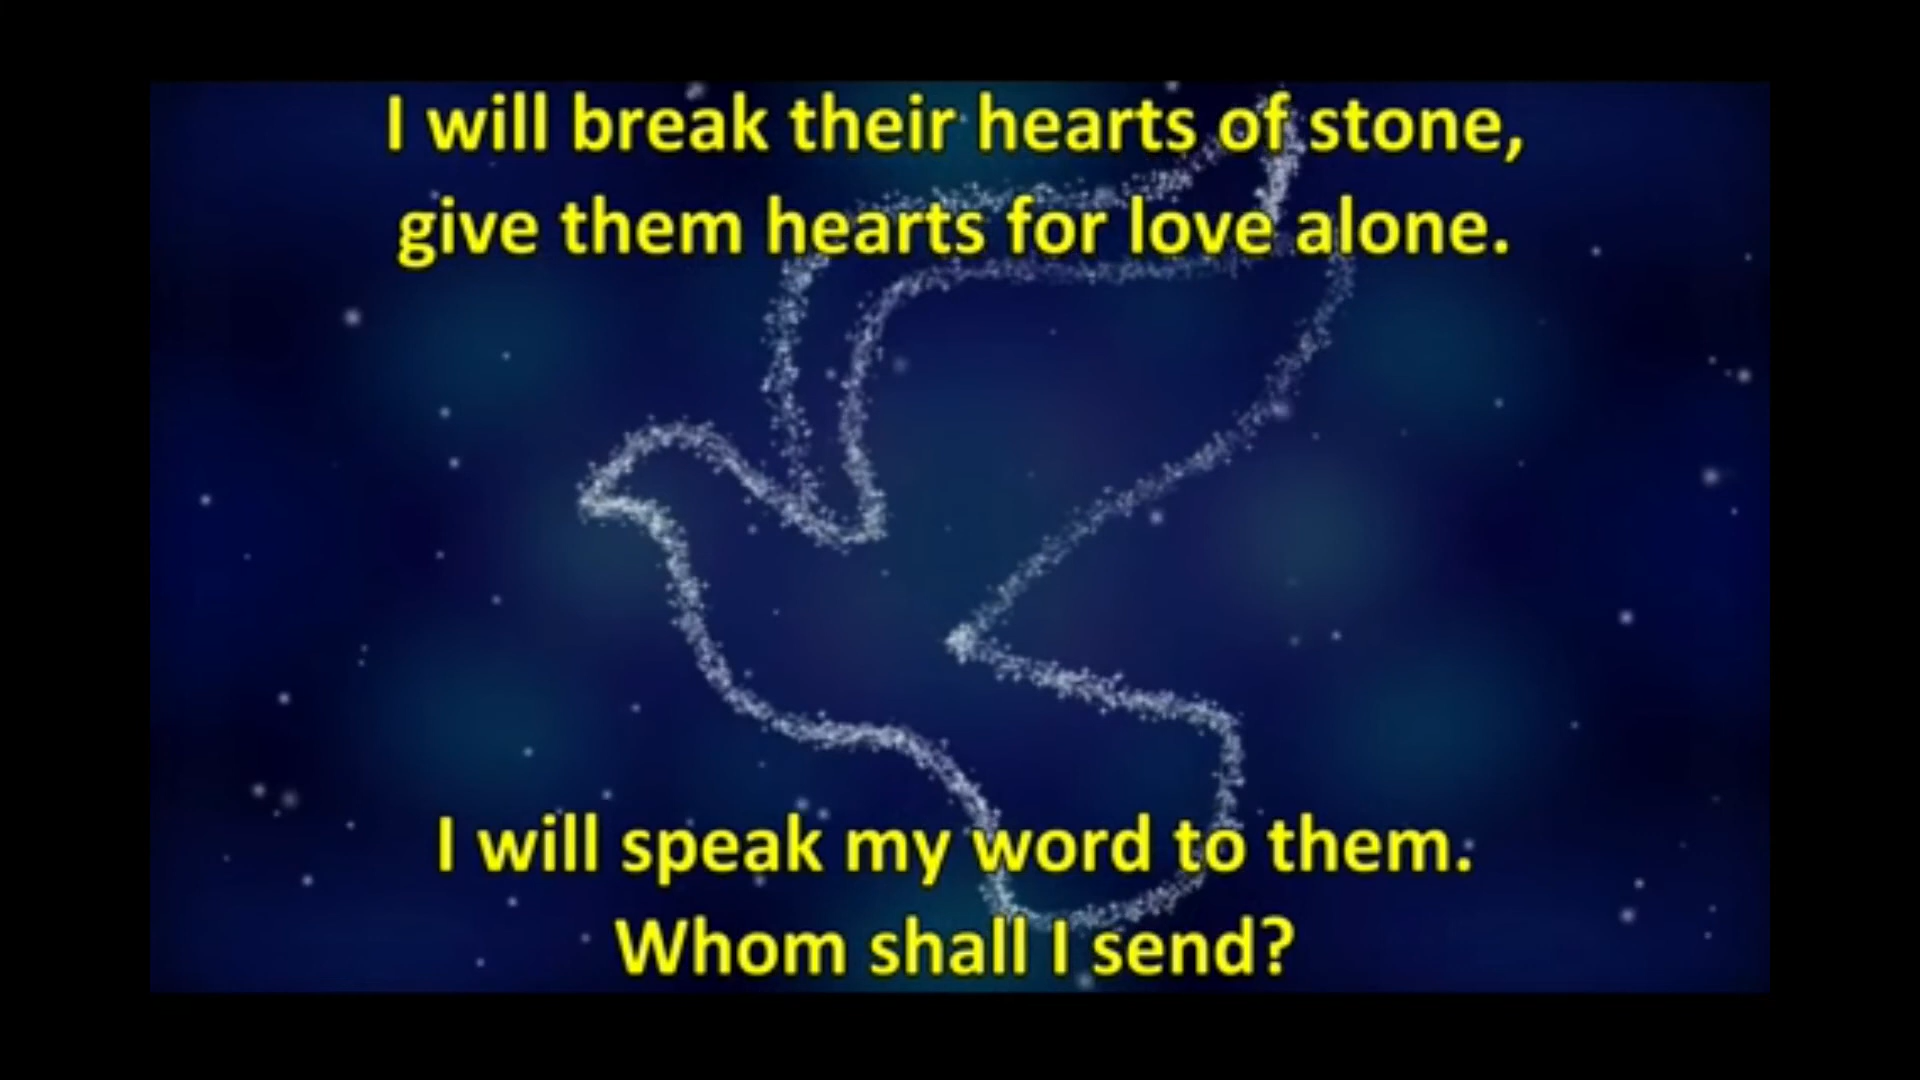 I will break their hearts of stone,
give them hearts for love alone.
I will speak my word to them.
Whom shall I send?